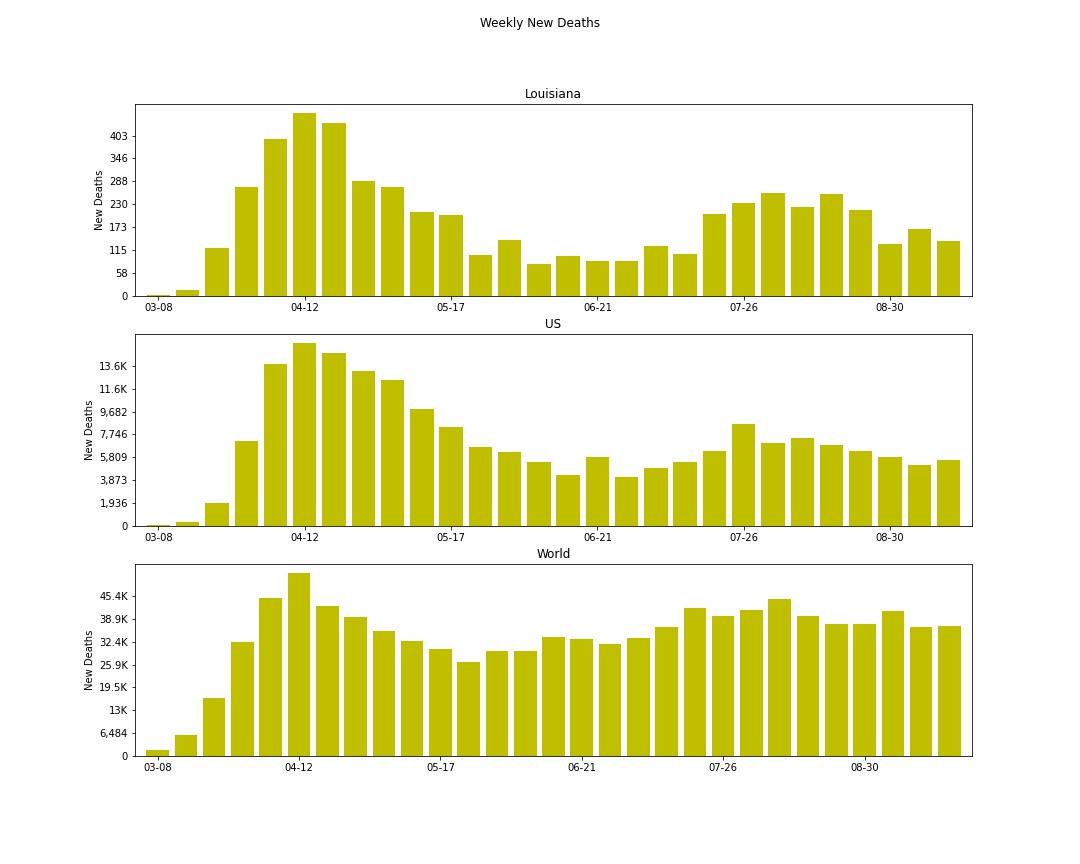 Weekly New Deaths
Louisiana
New Deaths
403
346
288
230
173
115
58
0
03-08 04-12 05-17 06-21 07-26 08-30
US
New Deaths
13.6K
11.6K
9,682
7,746
5,809
3,873
1,936
0
03-08 04-12 05-17 06-21 07-26 08-30
World
New Deaths
45.4K
38.9K
32.4K
25.9K
19.5K
13K
6,484
0
03-08 04-12 05-17 06-21 07-26 08-30